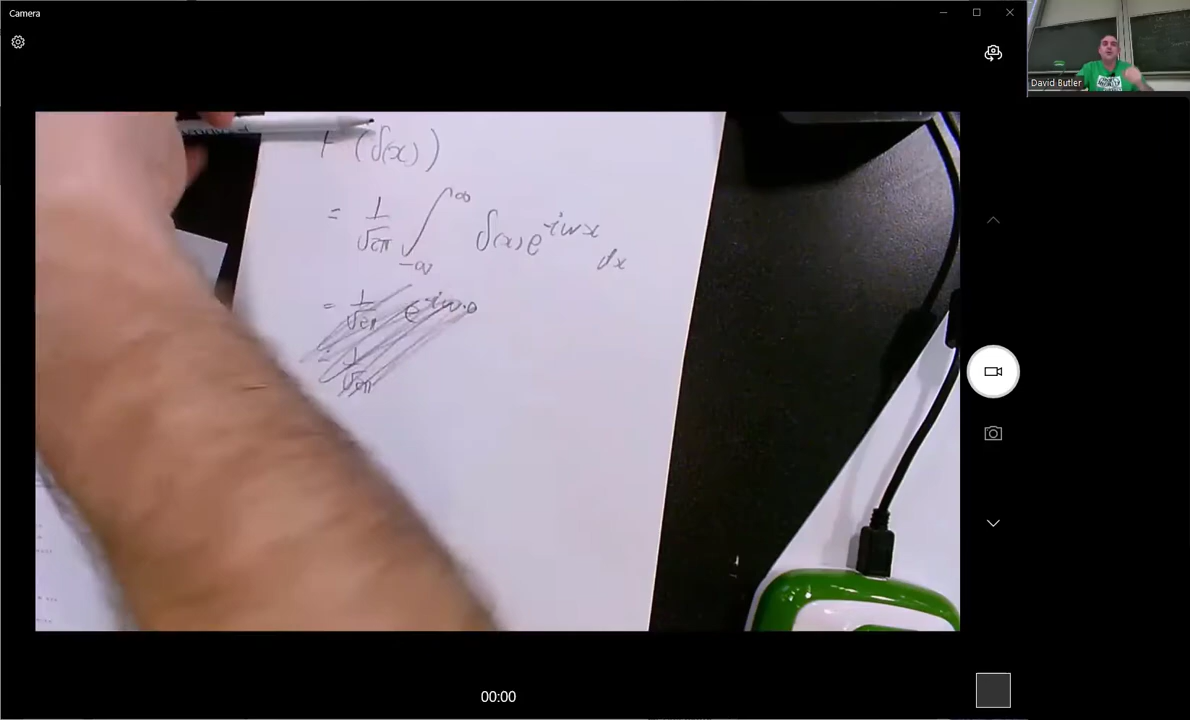 Camera
David Butler
F(δ(x))
= 1/√2π ∫_{-∞}^{∞} δ(x) e^{-iwx} dx
= 1/√2π e^{-iw·0}
= 1/√2π
00:00